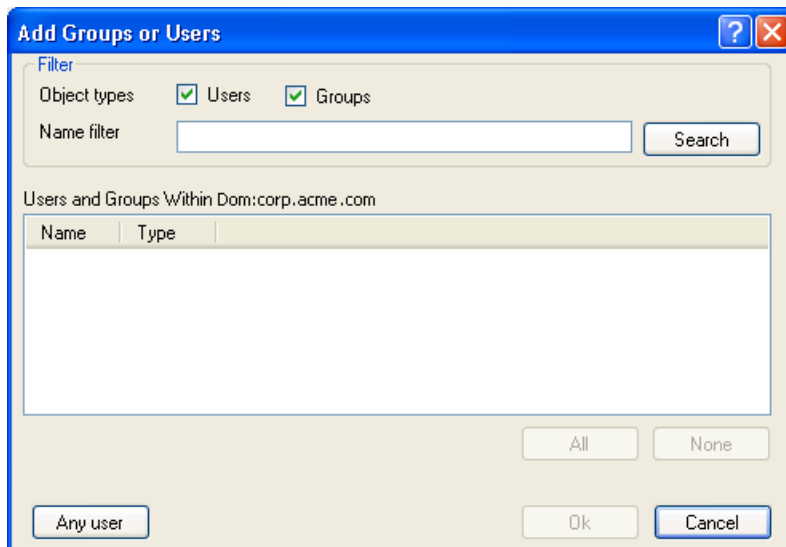 Add Groups or Users
Filter
Object types Users Groups
Name filter Search
Users and Groups Within Dom:corp.acme.com
Name Type
All None
Any user Ok Cancel